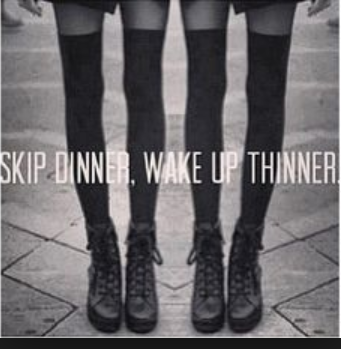 SKIP DINNER, WAKE UP THINNER.